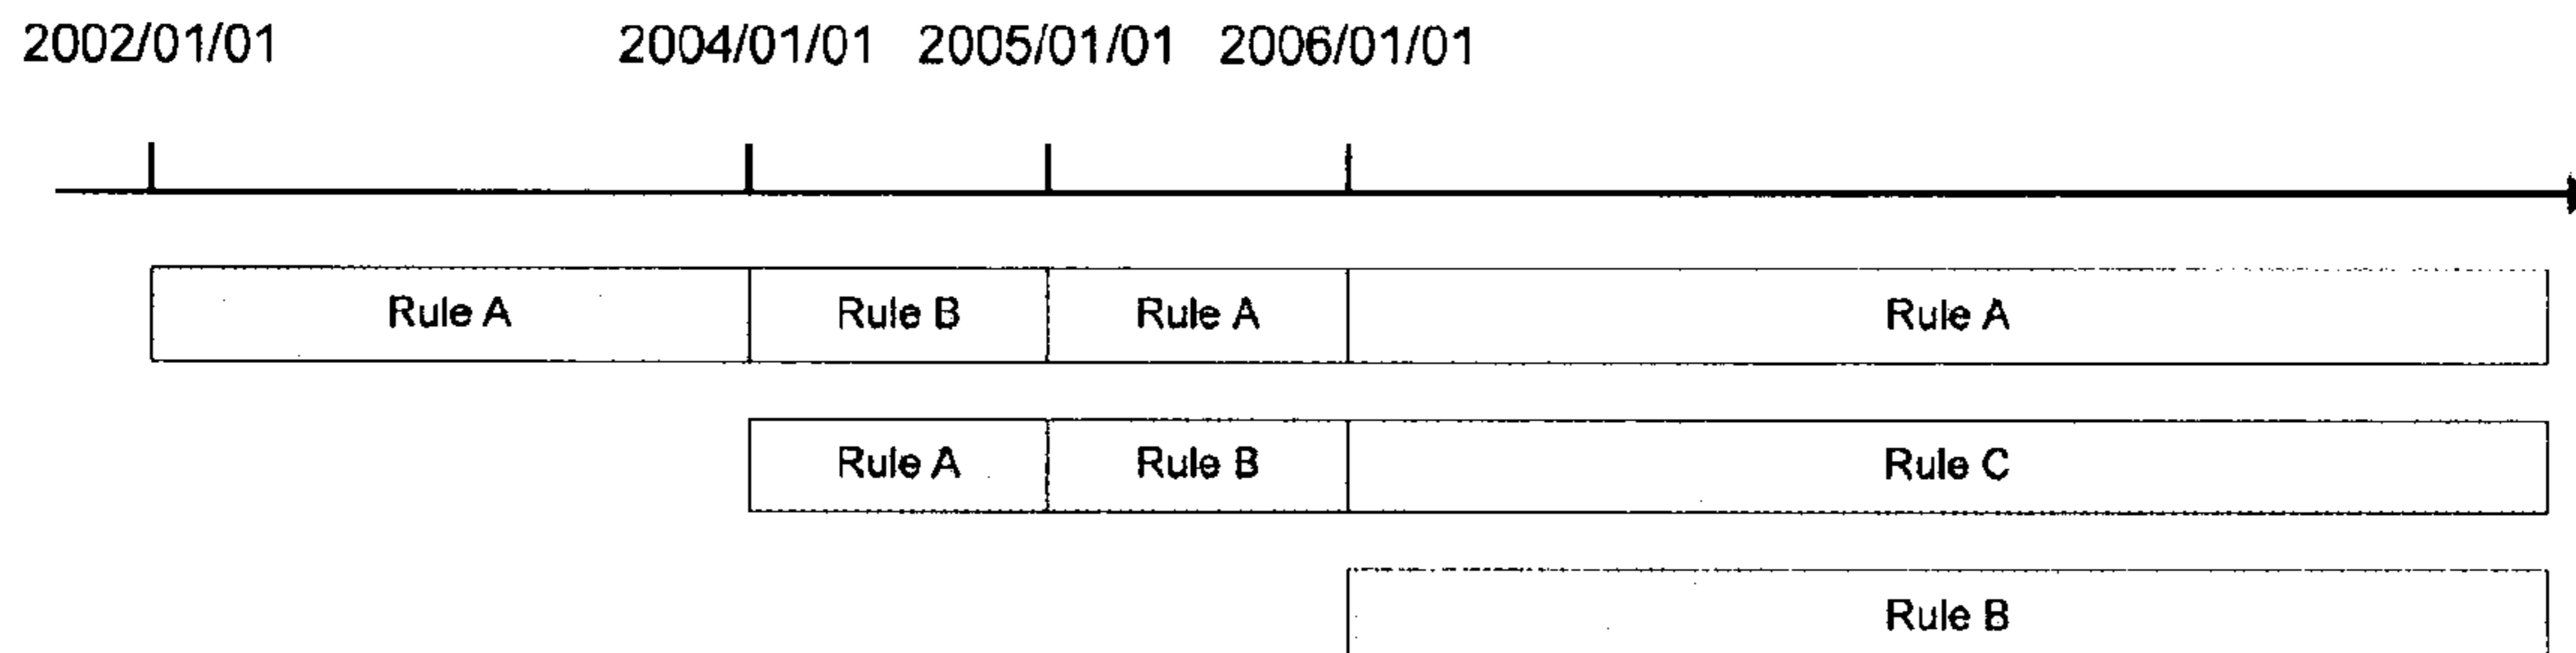 2002/01/01 2004/01/01 2005/01/01 2006/01/01
Rule A Rule B Rule A Rule A
Rule A Rule B Rule C
Rule B